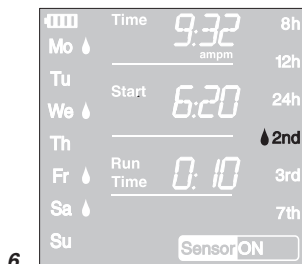 Time 9:32 8h
Mo ampm
12h
Tu
Start 6:20 24h
We
Th 2nd
Run
Time 0:10 3rd
Fr
Sa 7th
Su Sensor ON
6